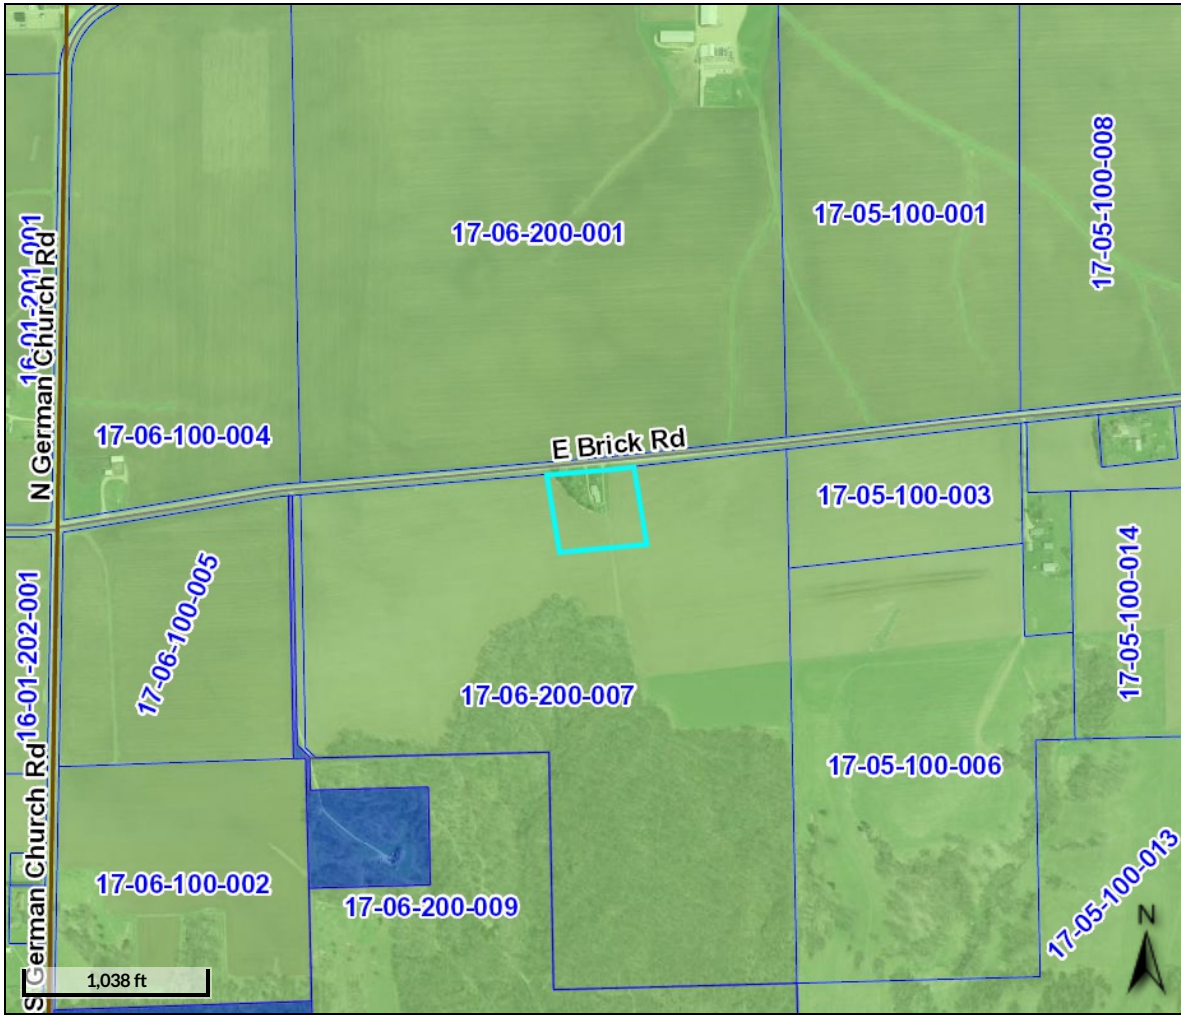 17-05-100-008
17-05-100-001
17-06-200-001
16-01-201-001
N German Church Rd
17-06-100-004
E Brick Rd
17-05-100-003
17-06-100-005
17-05-100-014
16-01-202-001
17-06-200-007
17-05-100-006
S German Church Rd
17-06-100-002
17-06-200-009
17-05-100-013
N
1,038 ft